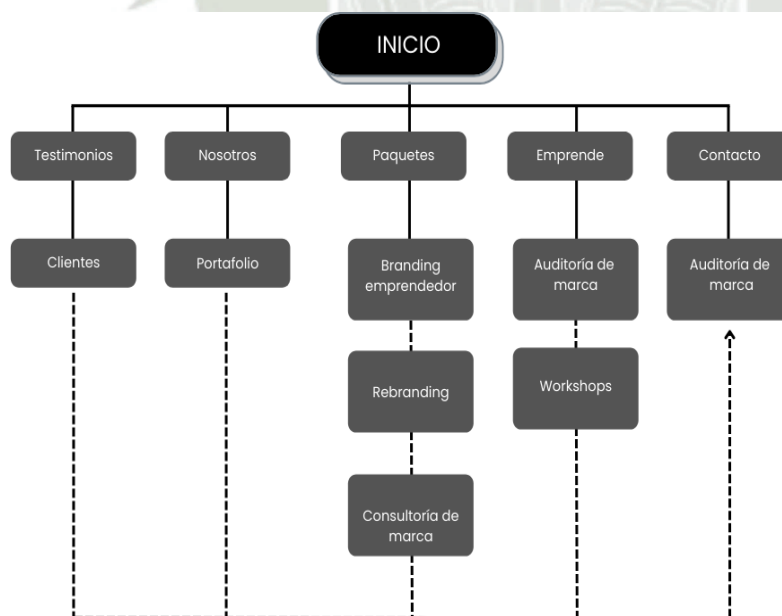 INICIO
Testimonios
Nosotros
Paquetes
Emprende
Contacto
Clientes
Portafolio
Branding
emprendedor
Auditoría de
marca
Auditoría de
marca
Rebranding
Workshops
Consultoría de
marca